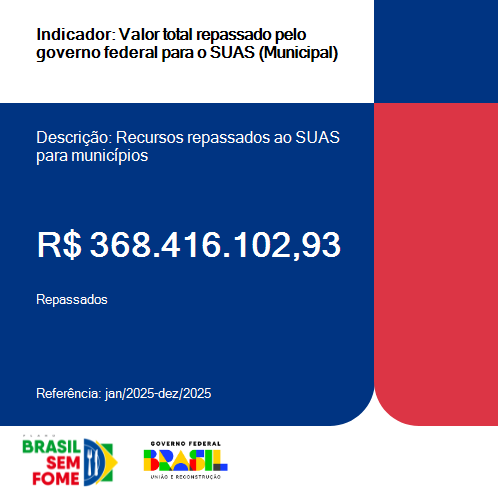 Indicador: Valor total repassado pelo
governo federal para o SUAS (Municipal)
Descrição: Recursos repassados ao SUAS
para municípios
R$ 368.416.102,93
Repassados
Referência: jan/2025-dez/2025
PLANO
BRASIL
SEM
FOME
GOVERNO FEDERAL
BRASIL
UNIÃO E RECONSTRUÇÃO